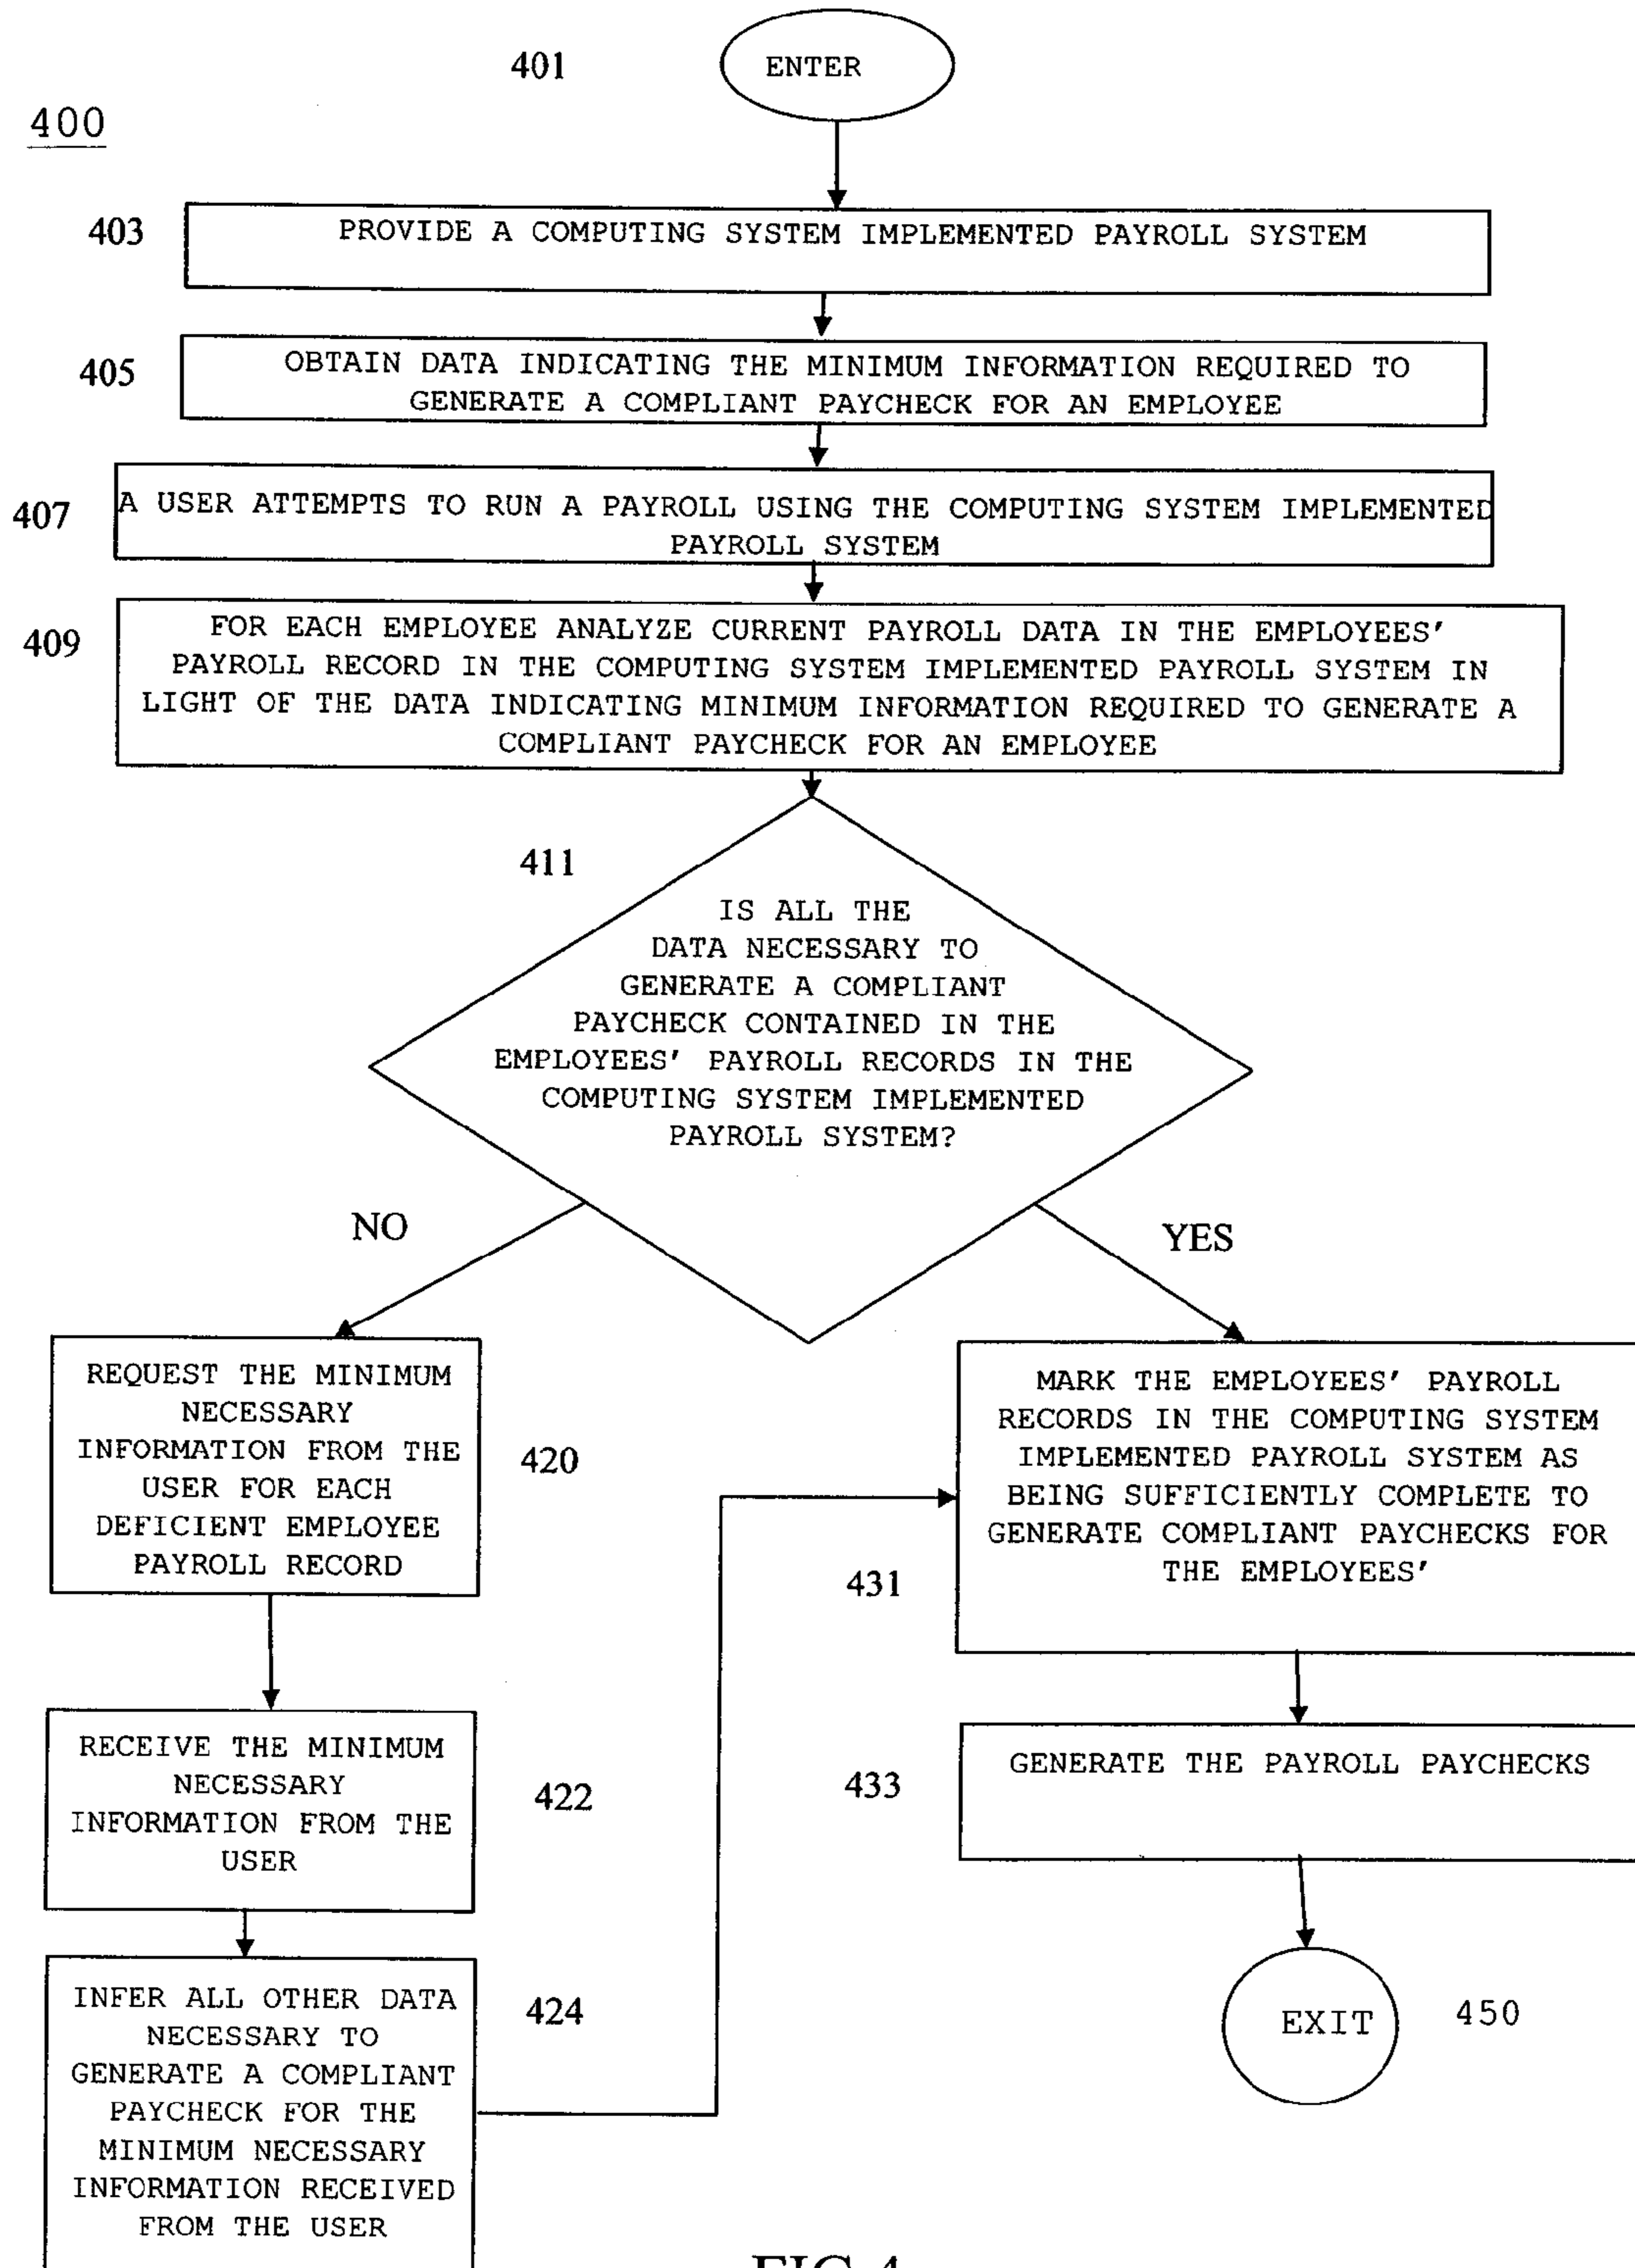 401
ENTER
400
403
PROVIDE A COMPUTING SYSTEM IMPLEMENTED PAYROLL SYSTEM
405
OBTAIN DATA INDICATING THE MINIMUM INFORMATION REQUIRED TO
GENERATE A COMPLIANT PAYCHECK FOR AN EMPLOYEE
407
A USER ATTEMPTS TO RUN A PAYROLL USING THE COMPUTING SYSTEM IMPLEMENTED
PAYROLL SYSTEM
409
FOR EACH EMPLOYEE ANALYZE CURRENT PAYROLL DATA IN THE EMPLOYEES'
PAYROLL RECORD IN THE COMPUTING SYSTEM IMPLEMENTED PAYROLL SYSTEM IN
LIGHT OF THE DATA INDICATING MINIMUM INFORMATION REQUIRED TO GENERATE A
COMPLIANT PAYCHECK FOR AN EMPLOYEE
411
IS ALL THE
DATA NECESSARY TO
GENERATE A COMPLIANT
PAYCHECK CONTAINED IN THE
EMPLOYEES' PAYROLL RECORDS IN THE
COMPUTING SYSTEM IMPLEMENTED
PAYROLL SYSTEM?
NO
YES
REQUEST THE MINIMUM
NECESSARY
INFORMATION FROM THE
USER FOR EACH
DEFICIENT EMPLOYEE
PAYROLL RECORD
420
RECEIVE THE MINIMUM
NECESSARY
INFORMATION FROM THE
USER
422
INFER ALL OTHER DATA
NECESSARY TO
GENERATE A COMPLIANT
PAYCHECK FOR THE
MINIMUM NECESSARY
INFORMATION RECEIVED
FROM THE USER
424
MARK THE EMPLOYEES' PAYROLL
RECORDS IN THE COMPUTING SYSTEM
IMPLEMENTED PAYROLL SYSTEM AS
BEING SUFFICIENTLY COMPLETE TO
GENERATE COMPLIANT PAYCHECKS FOR
THE EMPLOYEES'
431
GENERATE THE PAYROLL PAYCHECKS
433
EXIT
450
FIG.4